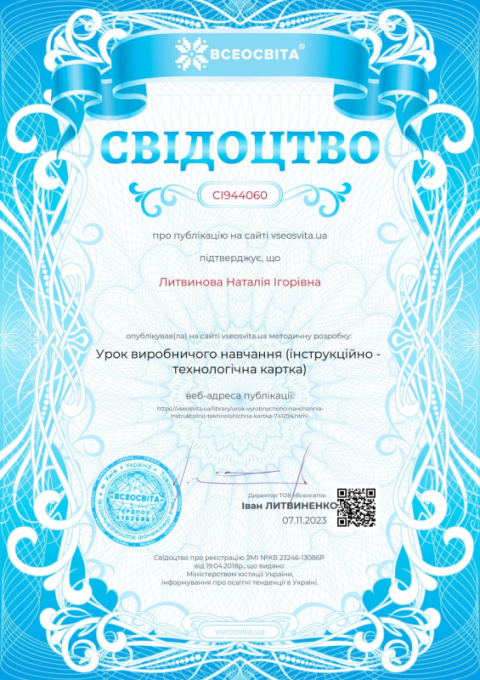 ВСЕОСВІТА®
СВІДОЦТВО
CI944060
про публікацію на сайті vseosvita.ua
підтверджує, що
Литвинова Наталія Ігорівна
опублікував(ла) на сайті vseosvita.ua методичну розробку:
Урок виробничого навчання (інструкційно -
технологічна картка)
веб-адреса публікації:
https://vseosvita.ua/library/urok-vyrobnychoho-navchannia-
instruktsiino-tekhnolohichna-kartka-741294.html
Україна
ВСЕОСВІТА
Директор ТОВ «Всеосвіта»
Іван ЛИТВИНЕНКО
07.11.2023
Свідоцтво про реєстрацію ЗМІ №КВ 23246-13086Р
від 19.04.2018р., що видано
Міністерством юстиції України,
інформування про освітні тенденції в Україні.
vseosvita.ua